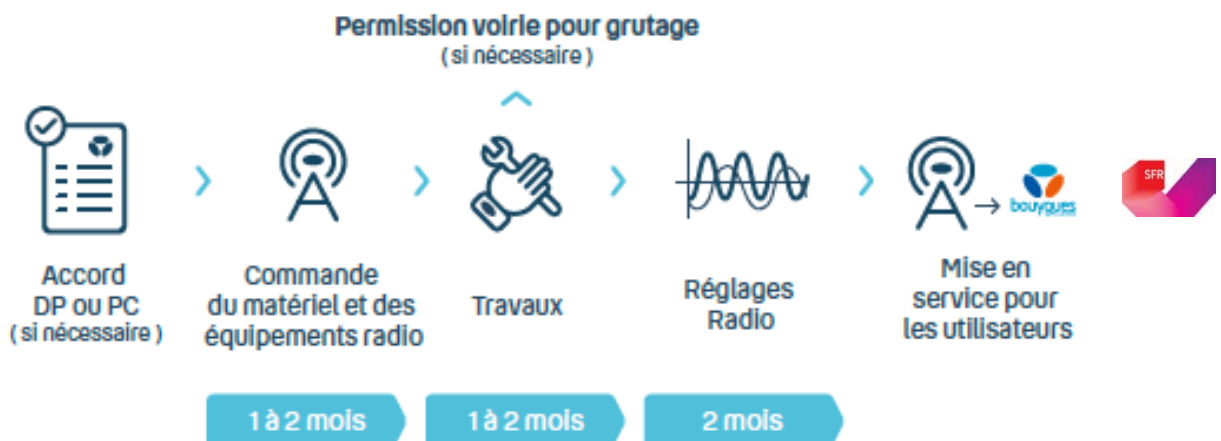 Permission voirie pour grutage
( si nécessaire )
Accord
DP ou PC
( si nécessaire )
Commande
du matériel et des
équipements radio
Travaux
Réglages
Radio
bouygues
SFR
Mise en
service pour
les utilisateurs
1 à 2 mois
1 à 2 mois
2 mois